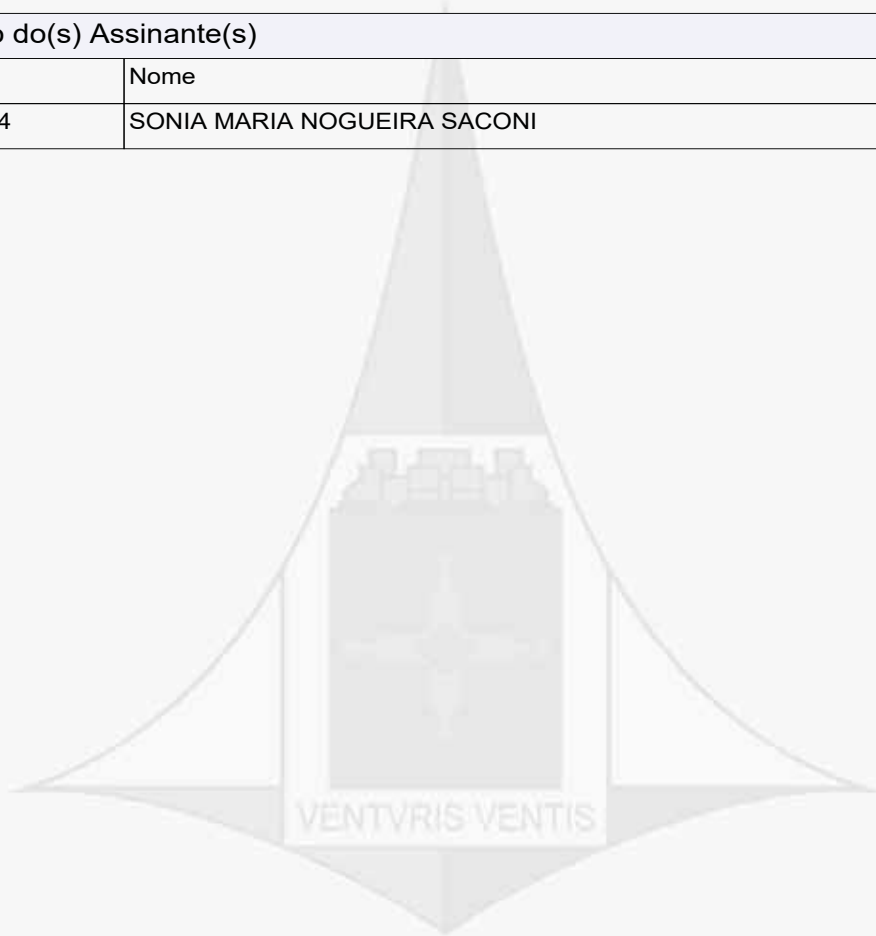 o do(s) Assinante(s)
Nome
4 SONIA MARIA NOGUEIRA SACONI
VENTVRIS VENTIS